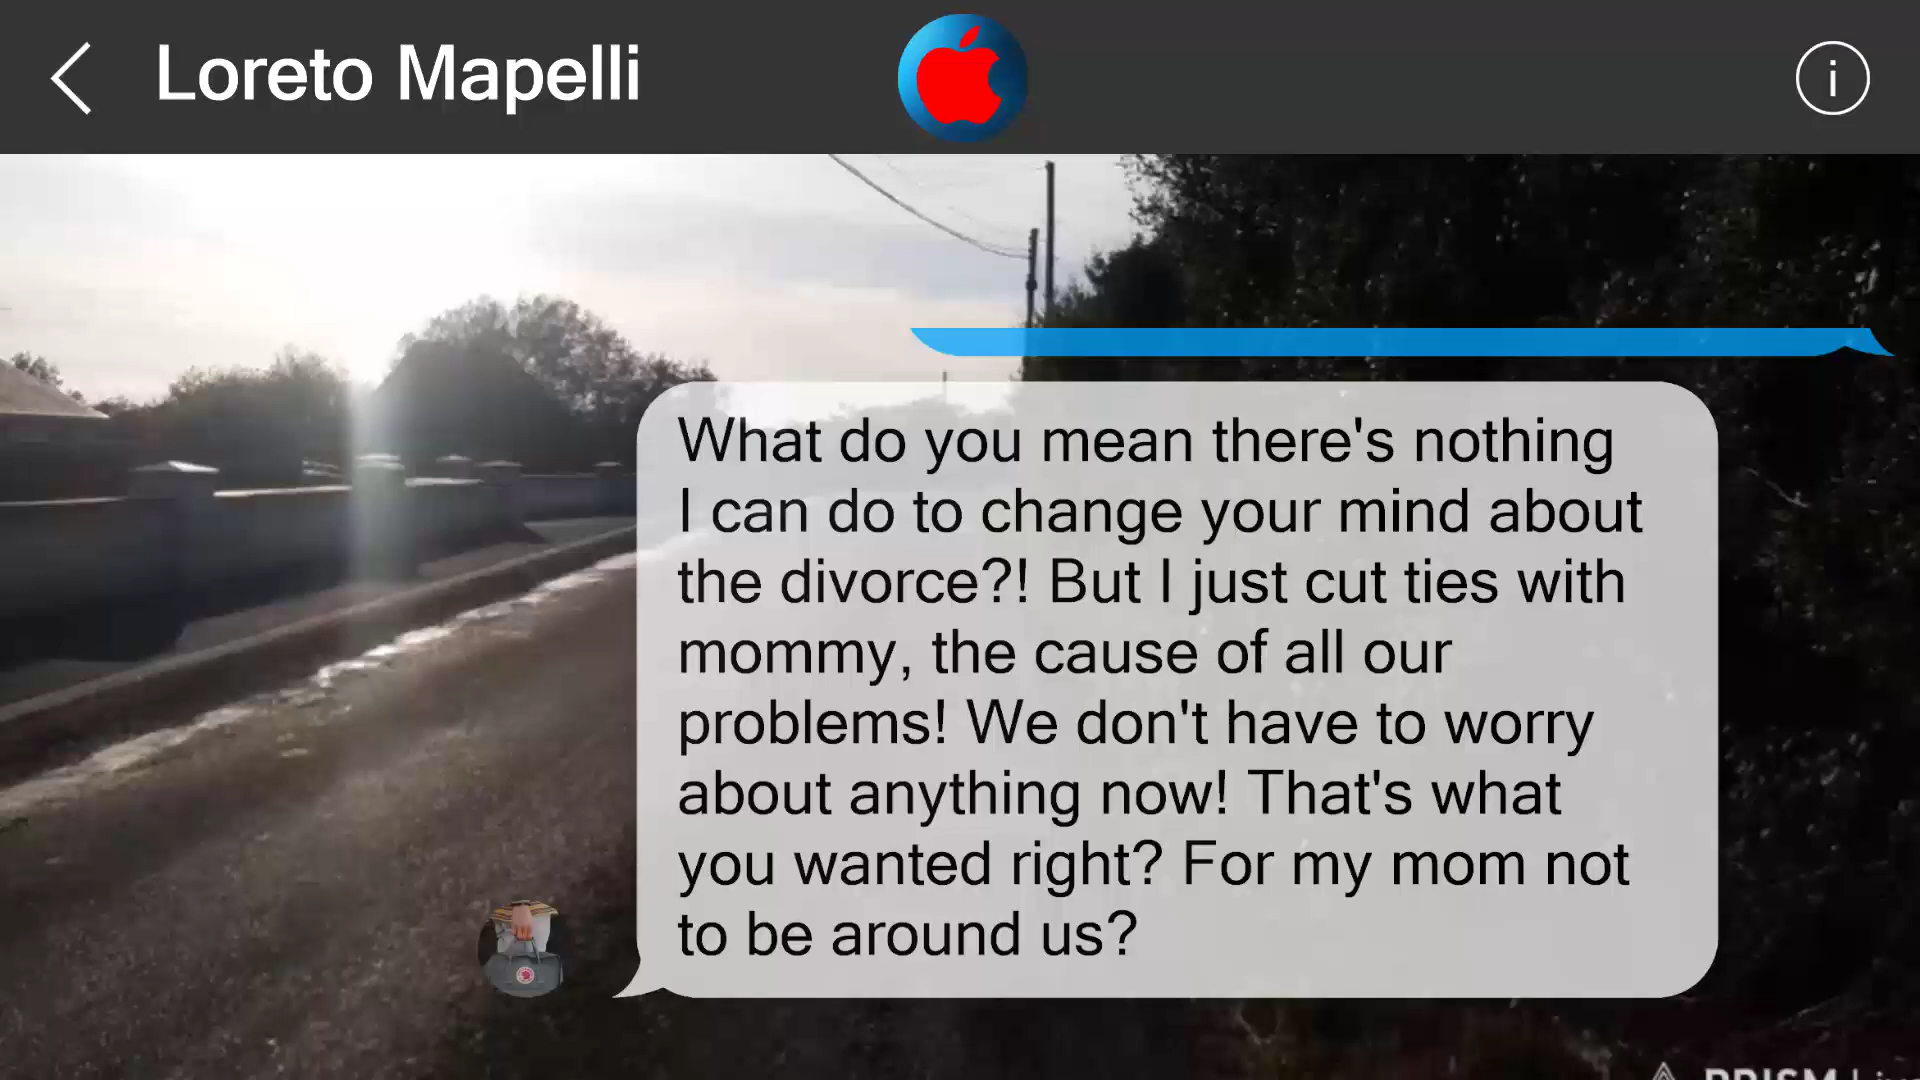 Loreto Mapelli
i
What do you mean there's nothing
I can do to change your mind about
the divorce?! But I just cut ties with
mommy, the cause of all our
problems! We don't have to worry
about anything now! That's what
you wanted right? For my mom not
to be around us?
PRISM Live